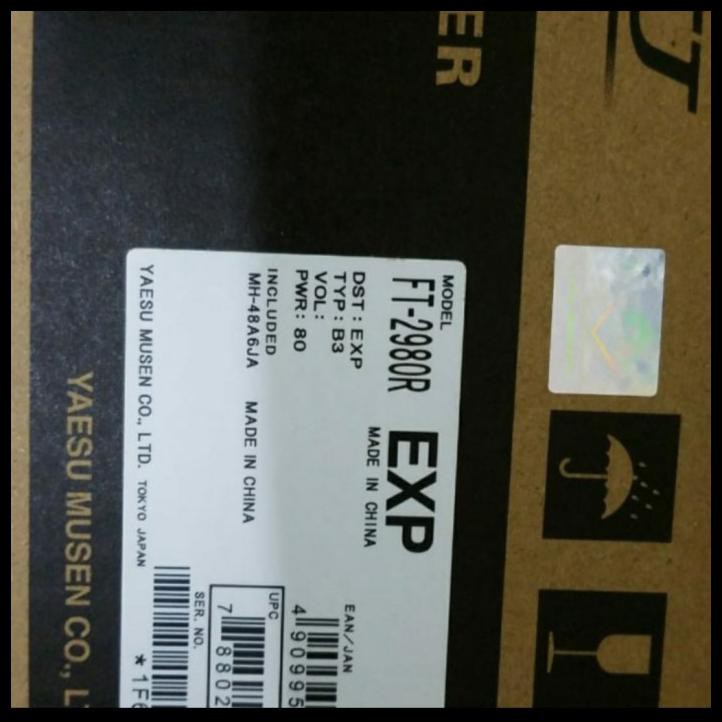 ER
MODEL
FT-2980R
EXP
MADE IN CHINA
DST: EXP
TYP: B3
VOL:
PWR: 80
INCLUDED
MH-48A6JA
MADE IN CHINA
EAN/JAN
4 90995
UPC
7 8802
SER. NO.
*1F6
YAESU MUSEN CO., LTD. TOKYO JAPAN
YAESU MUSEN CO., L